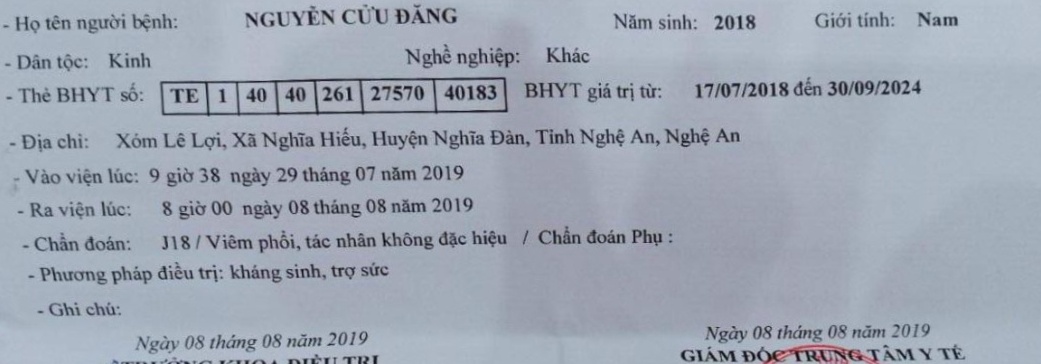 - Họ tên người bệnh: NGUYỄN CỬU ĐĂNG Năm sinh: 2018 Giới tính: Nam
- Dân tộc: Kinh Nghề nghiệp: Khác
- Thẻ BHYT số: TE 1 40 40 261 27570 40183 BHYT giá trị từ: 17/07/2018 đến 30/09/2024
- Địa chỉ: Xóm Lê Lợi, Xã Nghĩa Hiếu, Huyện Nghĩa Đàn, Tỉnh Nghệ An, Nghệ An
- Vào viện lúc: 9 giờ 38 ngày 29 tháng 07 năm 2019
- Ra viện lúc: 8 giờ 00 ngày 08 tháng 08 năm 2019
- Chẩn đoán: J18 / Viêm phổi, tác nhân không đặc hiệu / Chẩn đoán Phụ :
- Phương pháp điều trị: kháng sinh, trợ sức
- Ghi chú:
Ngày 08 tháng 08 năm 2019 Ngày 08 tháng 08 năm 2019
TRƯỞNG KHOA ĐIỀU TRỊ GIÁM ĐỐC TRUNG TÂM Y TẾ